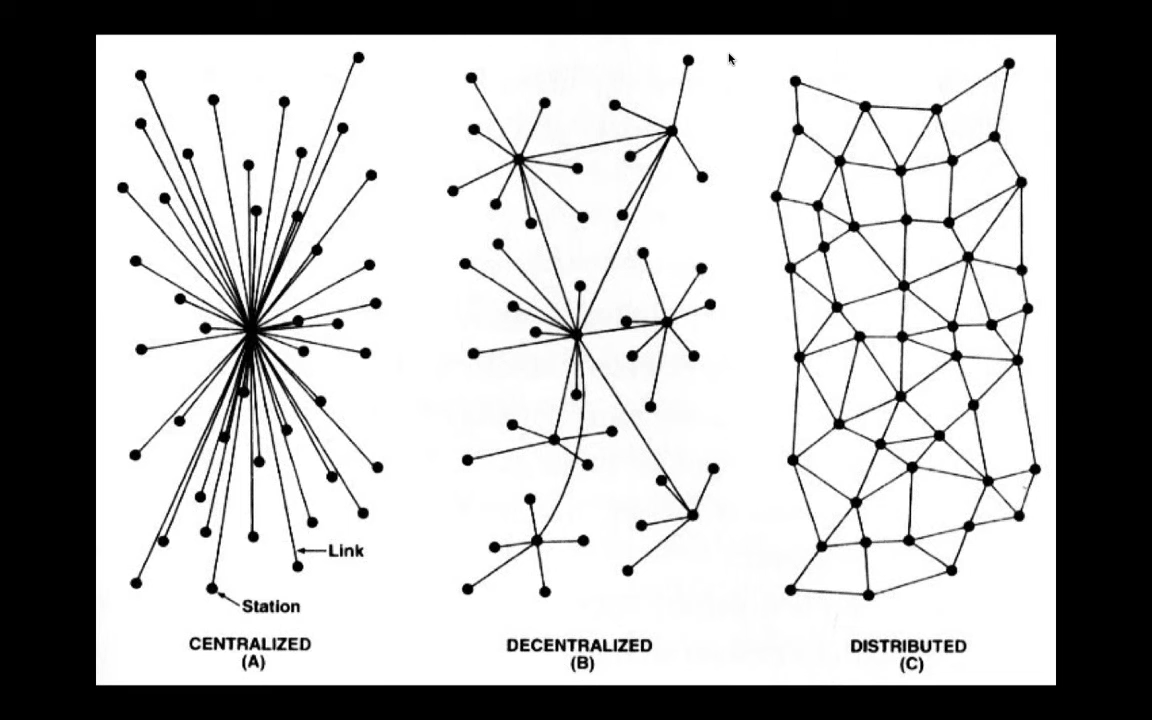 Link
Station
CENTRALIZED
(A)
DECENTRALIZED
(B)
DISTRIBUTED
(C)